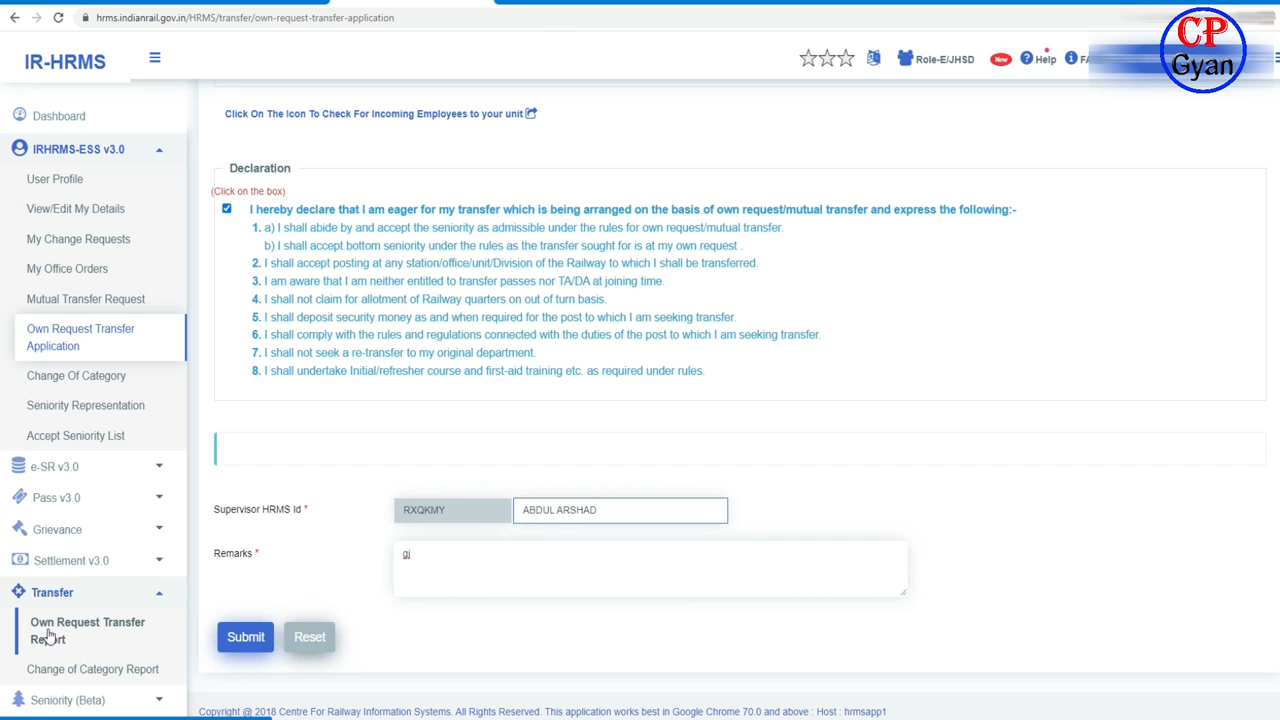 hrms.indianrail.gov.in/HRMS/transfer/own-request-transfer-application
IR-HRMS
Role-E/JHSD
New
Help
CP
Gyan
Dashboard
IRHRMS-ESS v3.0
User Profile
View/Edit My Details
My Change Requests
My Office Orders
Mutual Transfer Request
Own Request Transfer
Application
Change Of Category
Seniority Representation
Accept Seniority List
e-SR v3.0
Pass v3.0
Grievance
Settlement v3.0
Transfer
Own Request Transfer
Report
Change of Category Report
Seniority (Beta)
Click On The Icon To Check For Incoming Employees to your unit
Declaration
(Click on the box)
I hereby declare that I am eager for my transfer which is being arranged on the basis of own request/mutual transfer and express the following:-
1. a) I shall abide by and accept the seniority as admissible under the rules for own request/mutual transfer.
b) I shall accept bottom seniority under the rules as the transfer sought for is at my own request .
2. I shall accept posting at any station/office/unit/Division of the Railway to which I shall be transferred.
3. I am aware that I am neither entitled to transfer passes nor TA/DA at joining time.
4. I shall not claim for allotment of Railway quarters on out of turn basis.
5. I shall deposit security money as and when required for the post to which I am seeking transfer.
6. I shall comply with the rules and regulations connected with the duties of the post to which I am seeking transfer.
7. I shall not seek a re-transfer to my original department.
8. I shall undertake Initial/refresher course and first-aid training etc. as required under rules.
Supervisor HRMS Id * RXQKMY ABDUL ARSHAD
Remarks * gj
Submit Reset
Copyright @ 2018 Centre For Railway Information Systems. All Rights Reserved. This application works best in Google Chrome 70.0 and above : Host : hrmsapp1